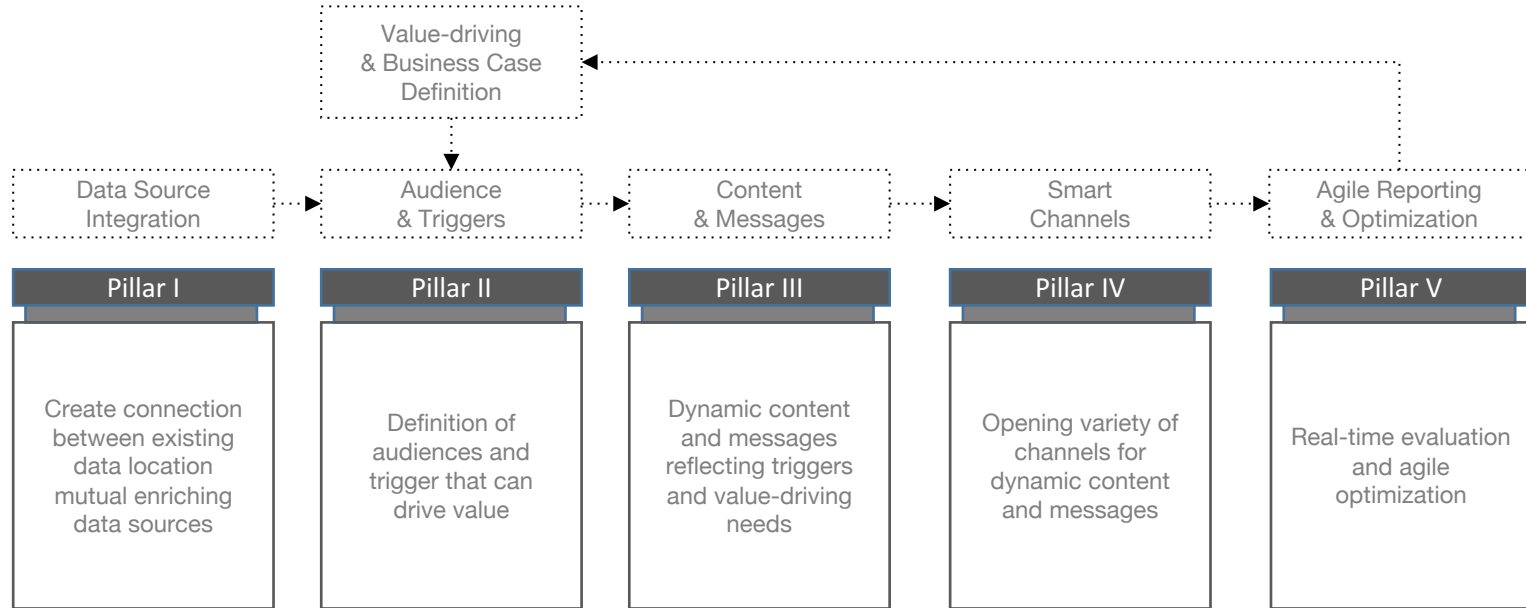 Value-driving
& Business Case
Definition
Data Source
Integration
Audience
& Triggers
Content
& Messages
Smart
Channels
Agile Reporting
& Optimization
Pillar I
Pillar II
Pillar III
Pillar IV
Pillar V
Create connection
between existing
data location
mutual enriching
data sources
Definition of
audiences and
trigger that can
drive value
Dynamic content
and messages
reflecting triggers
and value-driving
needs
Opening variety of
channels for
dynamic content
and messages
Real-time evaluation
and agile
optimization